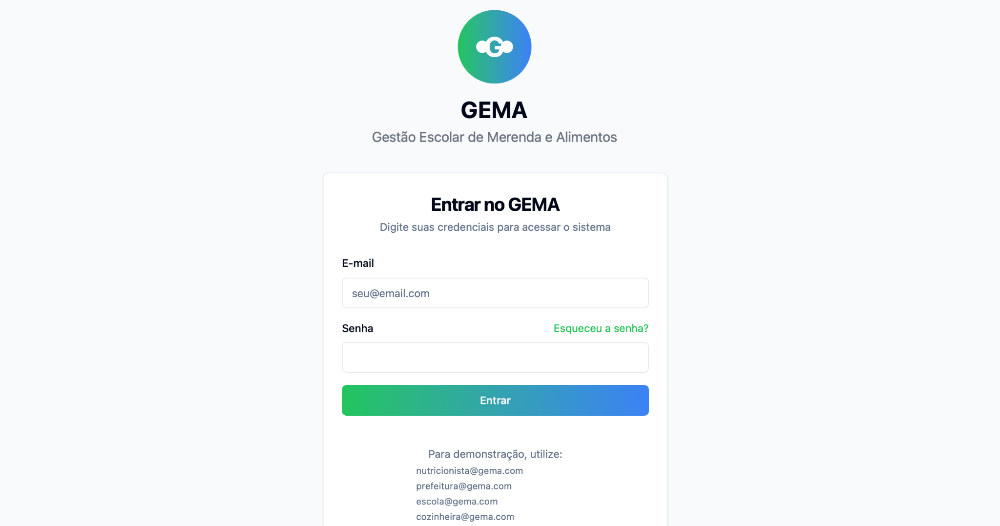 G
GEMA
Gestão Escolar de Merenda e Alimentos
Entrar no GEMA
Digite suas credenciais para acessar o sistema
E-mail
seu@email.com
Senha
Esqueceu a senha?
Entrar
Para demonstração, utilize:
nutricionista@gema.com
prefeitura@gema.com
escola@gema.com
cozinheira@gema.com